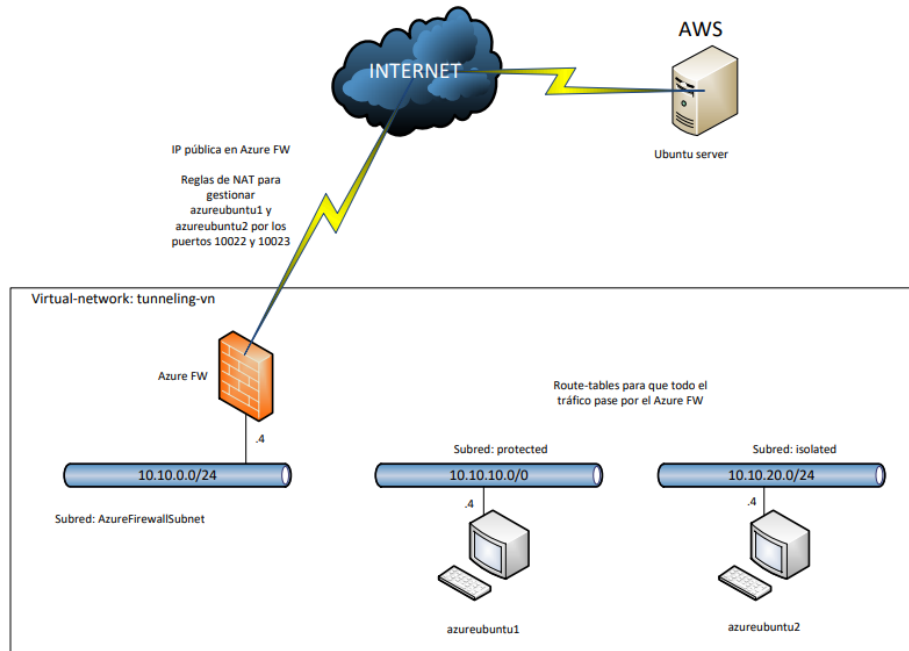 AWS
INTERNET
Ubuntu server
IP pública en Azure FW
Reglas de NAT para
gestionar
azureubuntu1 y
azureubuntu2 por los
puertos 10022 y 10023
Virtual-network: tunneling-vn
Azure FW
Route-tables para que todo el
tráfico pase por el Azure FW
.4
Subred: protected
Subred: isolated
10.10.0.0/24
10.10.10.0/0
10.10.20.0/24
.4
.4
Subred: AzureFirewallSubnet
azureubuntu1
azureubuntu2